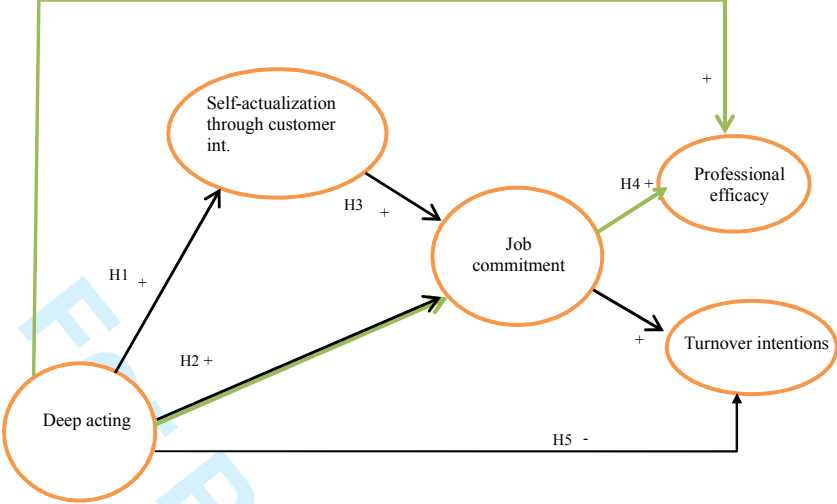 +
Self-actualization
through customer
int.
Professional
efficacy
H4 +
H3
+
Job
commitment
H1
+
+
Turnover intentions
H2 +
Deep acting
H5 -